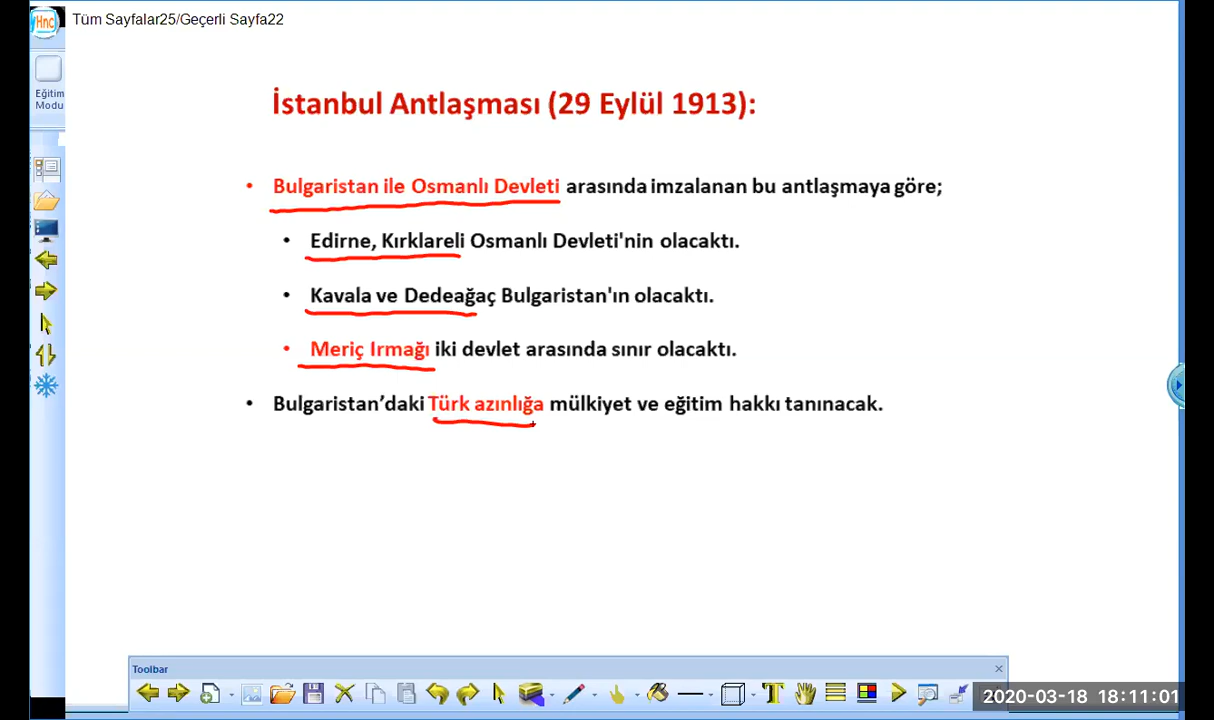 Hnc
Tüm Sayfalar25/Geçerli Sayfa22
Eğitim
Modu
İstanbul Antlaşması (29 Eylül 1913):
• Bulgaristan ile Osmanlı Devleti arasında imzalanan bu antlaşmaya göre;
• Edirne, Kırklareli Osmanlı Devleti'nin olacaktı.
• Kavala ve Dedeağaç Bulgaristan'ın olacaktı.
• Meriç Irmağı iki devlet arasında sınır olacaktı.
• Bulgaristan’daki Türk azınlığa mülkiyet ve eğitim hakkı tanınacak.
Toolbar
2020-03-18 18:11:01